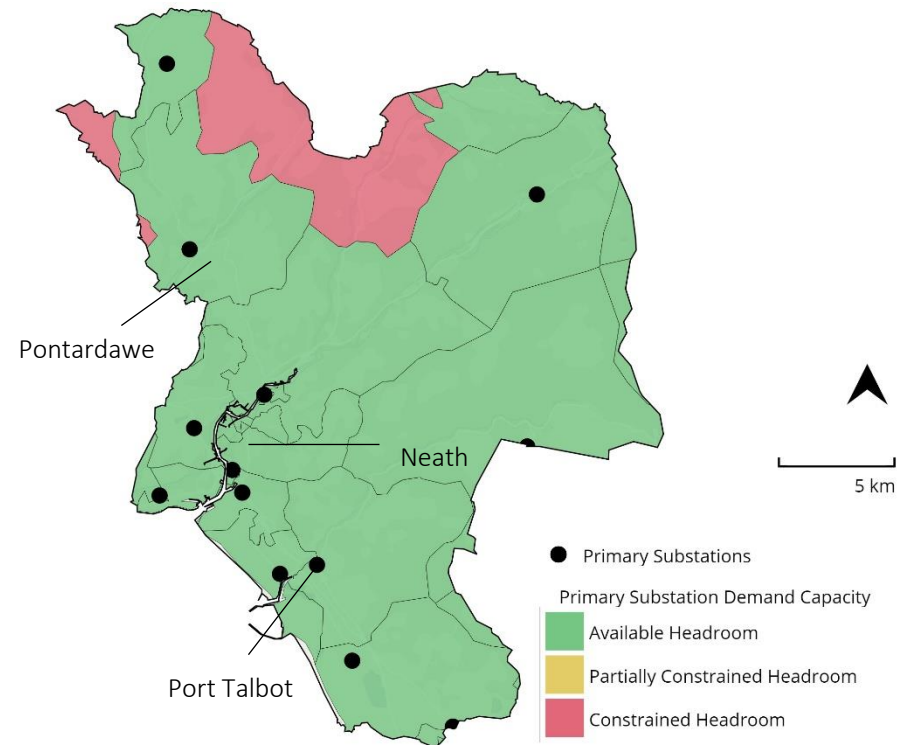 Pontardawe
Neath
5 km
Port Talbot
Primary Substations
Primary Substation Demand Capacity
Available Headroom
Partially Constrained Headroom
Constrained Headroom